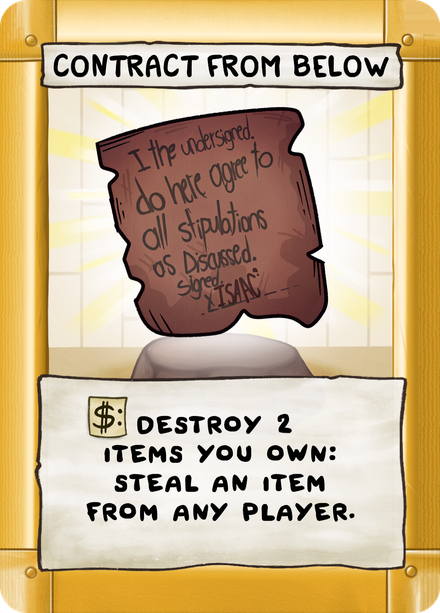 CONTRACT FROM BELOW
I the undersigned.
do here agree to
all stipulations
as Discussed.
signed.
X ISAAC
$: DESTROY 2
ITEMS YOU OWN:
STEAL AN ITEM
FROM ANY PLAYER.